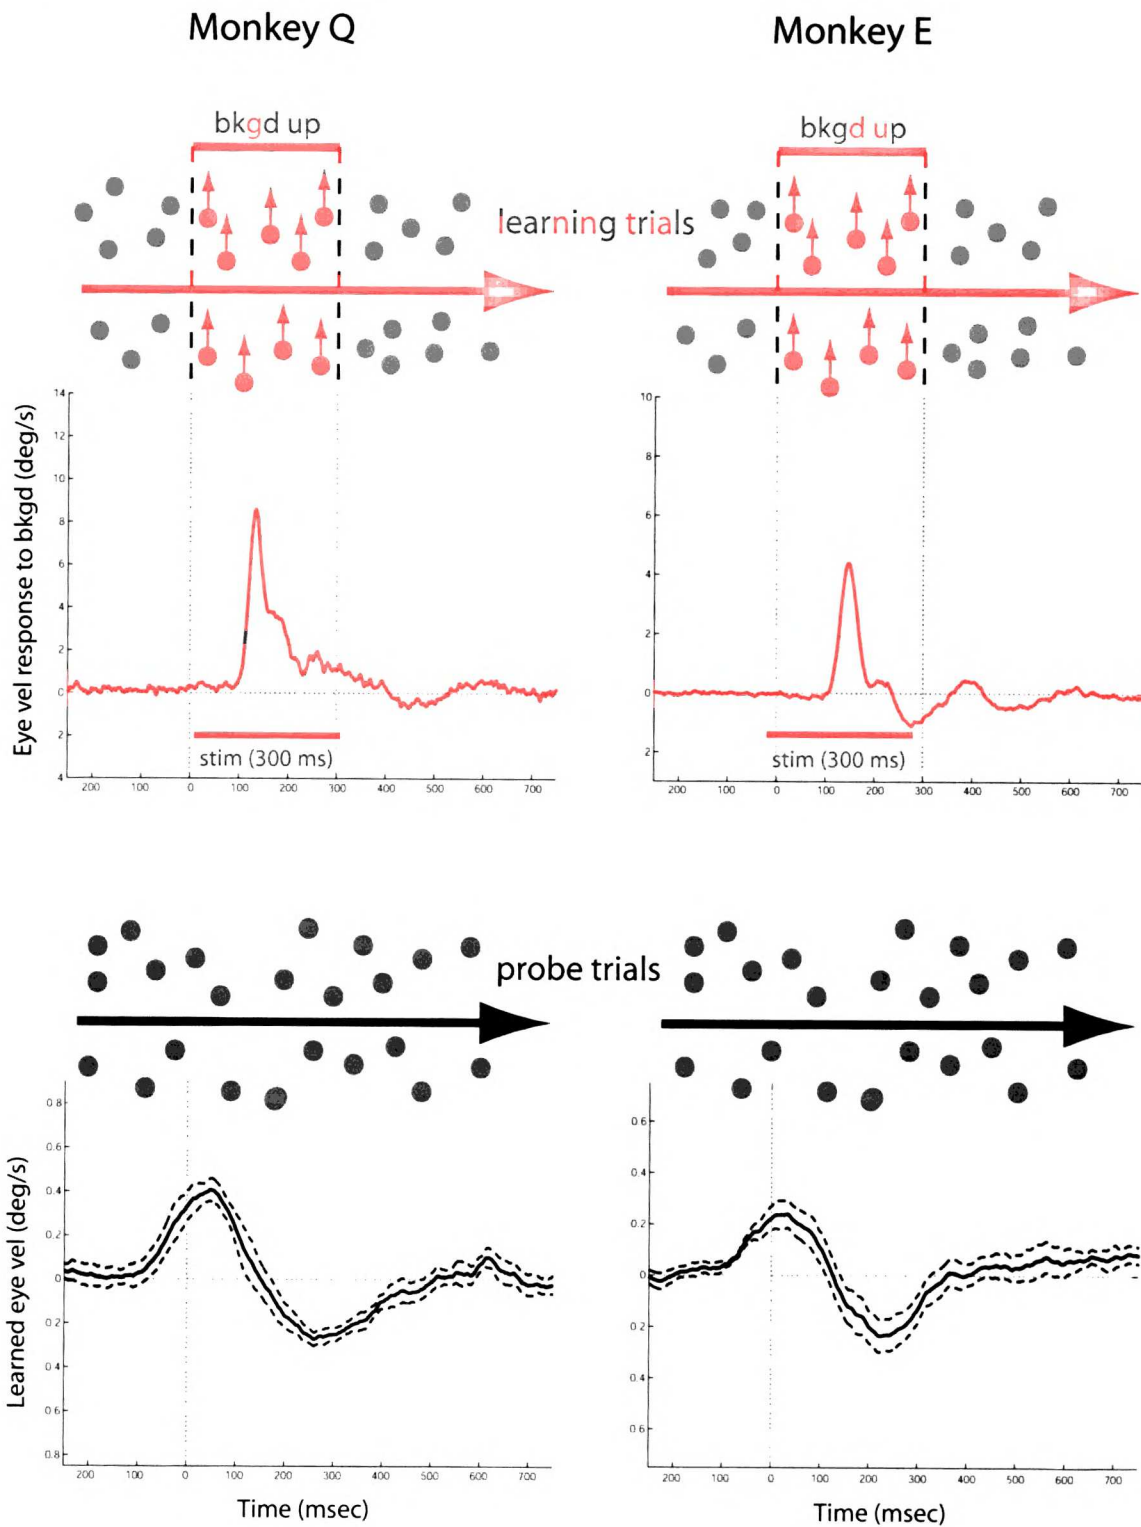 Monkey Q
Monkey E
bkgd up
bkgd up
learning trials
Eye vel response to bkgd (deg/s)
14
12
10
8
6
4
2
0
2
4
10
8
6
4
2
0
2
stim (300 ms)
stim (300 ms)
200 100 0 100 200 300 400 500 600 700
200 100 0 100 200 300 400 500 600 700
probe trials
Learned eye vel (deg/s)
0.8
0.6
0.4
0.2
0
0.2
0.4
0.6
0.8
0.6
0.4
0.2
0
0.2
0.4
0.6
200 100 0 100 200 300 400 500 600 700
200 100 0 100 200 300 400 500 600 700
Time (msec)
Time (msec)